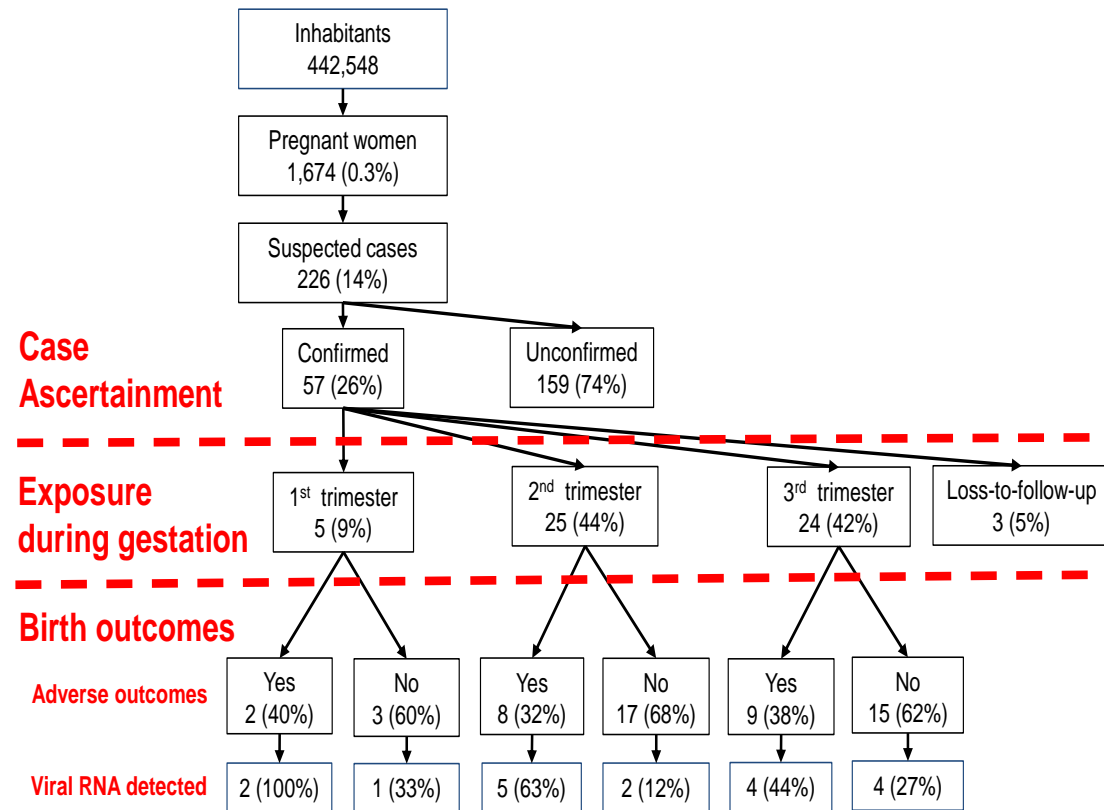 Inhabitants
442,548
Pregnant women
1,674 (0.3%)
Suspected cases
226 (14%)
Case
Ascertainment
Confirmed
57 (26%)
Unconfirmed
159 (74%)
Exposure
during gestation
1st trimester
5 (9%)
2nd trimester
25 (44%)
3rd trimester
24 (42%)
Loss-to-follow-up
3 (5%)
Birth outcomes
Adverse outcomes
Yes
2 (40%)
No
3 (60%)
Yes
8 (32%)
No
17 (68%)
Yes
9 (38%)
No
15 (62%)
Viral RNA detected
2 (100%)
1 (33%)
5 (63%)
2 (12%)
4 (44%)
4 (27%)